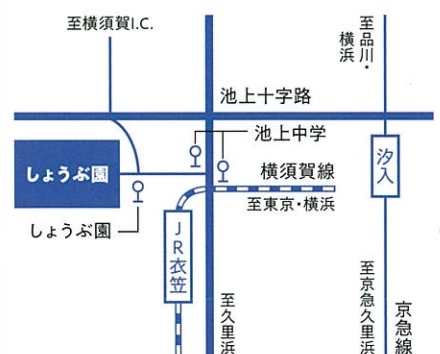 至横須賀I.C.
至品川・
横浜
池上十字路
池上中学
汐入
しょうぶ園
横須賀線
至東京・横浜
しょうぶ園
JR衣笠
至久里浜
至京急久里浜
京急線